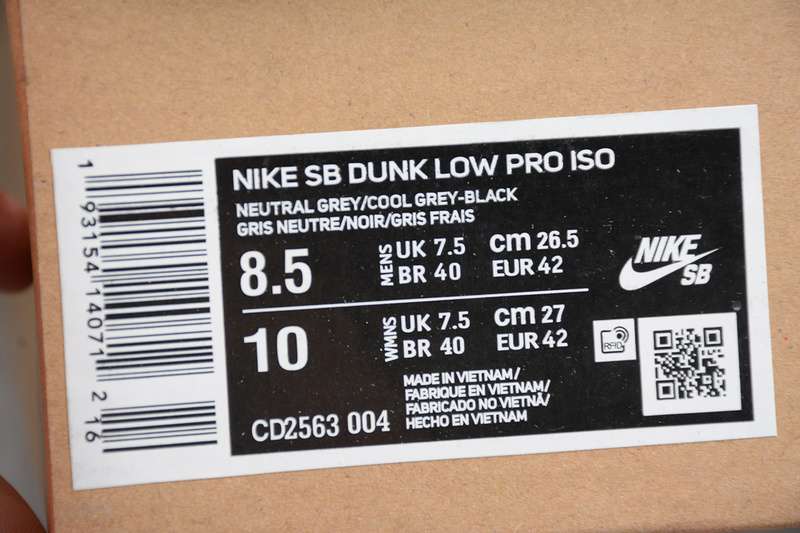 NIKE SB DUNK LOW PRO ISO
NEUTRAL GREY/COOL GREY-BLACK
GRIS NEUTRE/NOIR/GRIS FRAIS
8.5 MENS UK 7.5 cm 26.5
BR 40 EUR 42
10 WMNS UK 7.5 cm 27
BR 40 EUR 42
MADE IN VIETNAM/
FABRIQUE EN VIETNAM/
FABRICADO NO VIETNÃ/
HECHO EN VIETNAM
CD2563 004
NIKE
SB
RFID
1 93154 14071 2 16